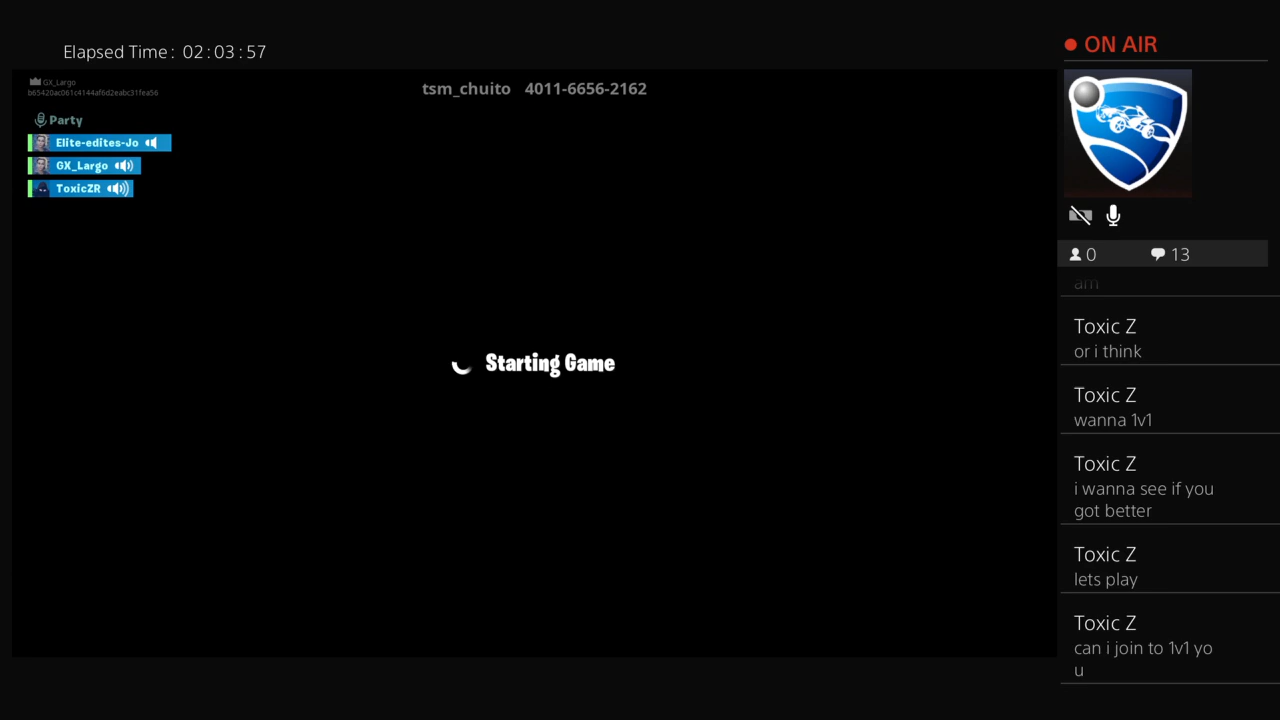 Elapsed Time: 02:03:57
ON AIR
GX_Largo
b65420ac061c4144af6d2eabc31fea56
tsm_chuito 4011-6656-2162
Party
Elite-edites-Jo
GX_Largo
ToxicZR
Starting Game
0 13
am
Toxic Z
or i think
Toxic Z
wanna 1v1
Toxic Z
i wanna see if you
got better
Toxic Z
lets play
Toxic Z
can i join to 1v1 yo
u